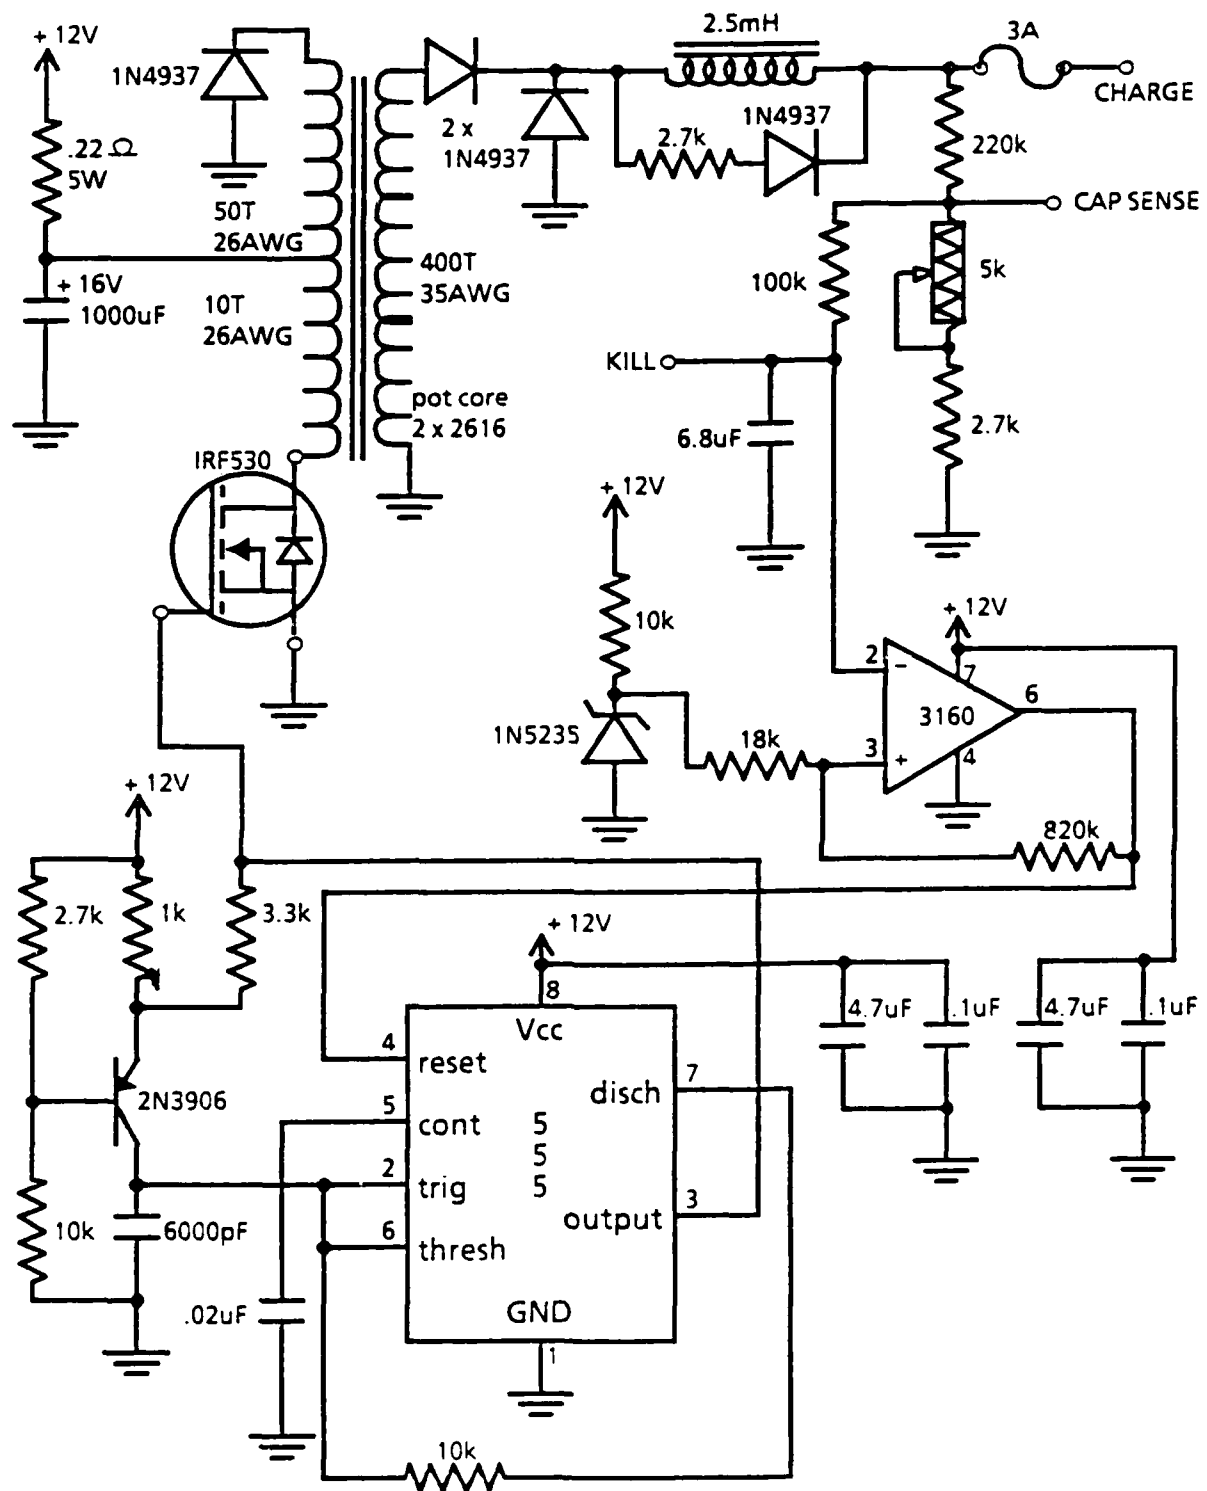 + 12V
1N4937
.22 Ω
5W
+ 16V
1000uF
50T
26AWG
10T
26AWG
2 x
1N4937
400T
35AWG
pot core
2 x 2616
2.5mH
2.7k
1N4937
3A
CHARGE
220k
CAP SENSE
100k
5k
KILL
6.8uF
2.7k
IRF530
+ 12V
10k
1N5235
18k
+ 12V
2
-
7
3160
6
3
+
4
820k
+ 12V
2.7k
1k
3.3k
2N3906
10k
6000pF
.02uF
+ 12V
8
Vcc
4
reset
5
cont
2
trig
6
thresh
5
5
5
7
disch
3
output
GND
1
10k
4.7uF
.1uF
4.7uF
.1uF